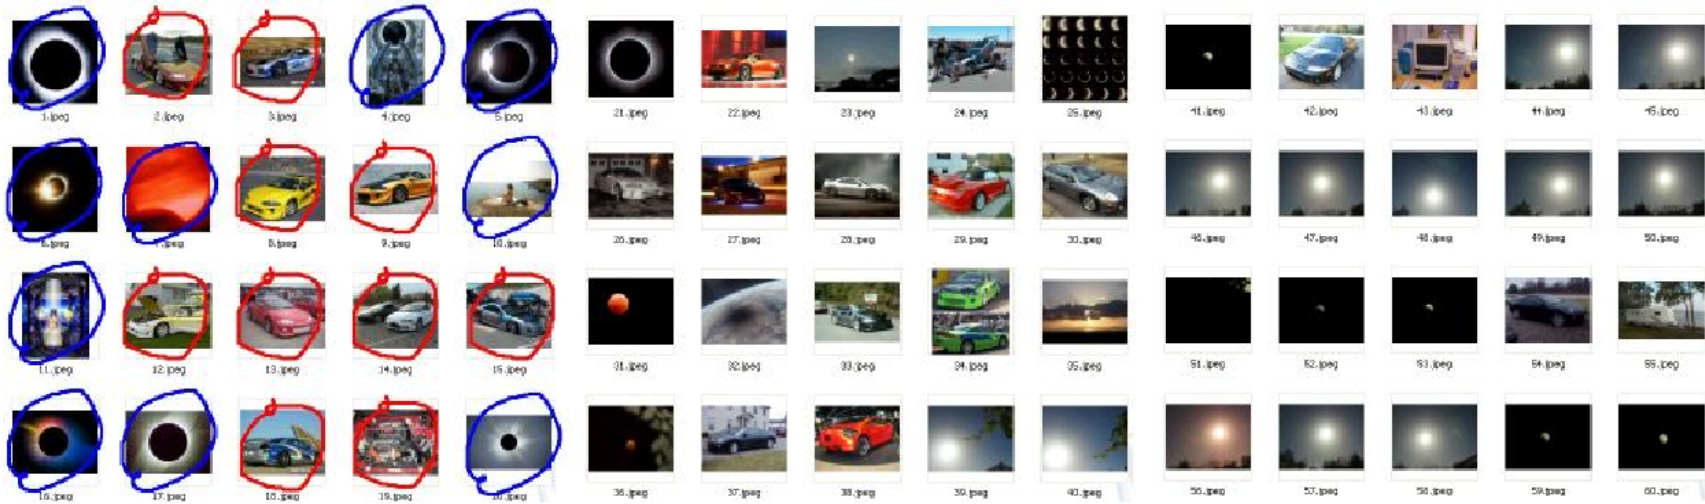 1.jpeg 2.jpeg 3.jpeg 4.jpeg 5.jpeg 21.jpeg 22.jpeg 23.jpeg 24.jpeg 25.jpeg 41.jpeg 42.jpeg 43.jpeg 44.jpeg 45.jpeg
6.jpeg 7.jpeg 8.jpeg 9.jpeg 10.jpeg 26.jpeg 27.jpeg 28.jpeg 29.jpeg 30.jpeg 46.jpeg 47.jpeg 48.jpeg 49.jpeg 50.jpeg
11.jpeg 12.jpeg 13.jpeg 14.jpeg 15.jpeg 31.jpeg 32.jpeg 33.jpeg 34.jpeg 35.jpeg 51.jpeg 52.jpeg 53.jpeg 54.jpeg 55.jpeg
16.jpeg 17.jpeg 18.jpeg 19.jpeg 20.jpeg 36.jpeg 37.jpeg 38.jpeg 39.jpeg 40.jpeg 56.jpeg 57.jpeg 58.jpeg 59.jpeg 60.jpeg